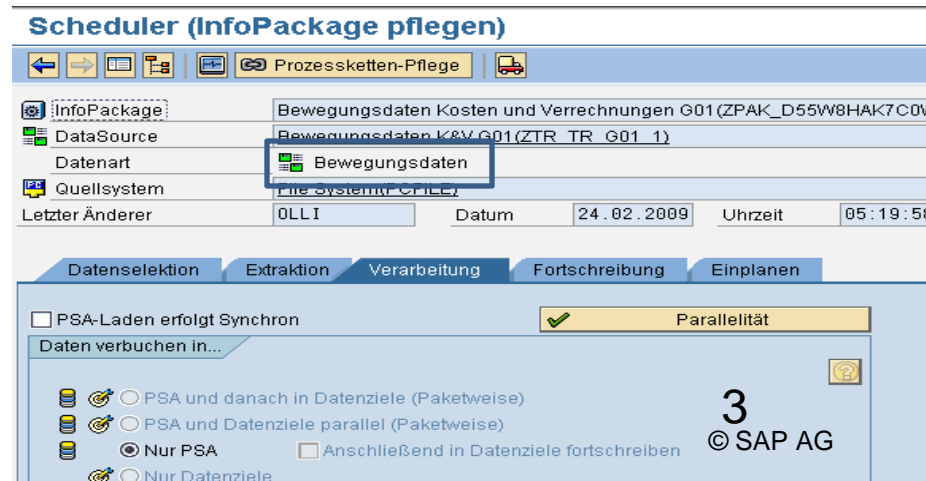 Scheduler (InfoPackage pflegen)
Prozessketten-Pflege
InfoPackage Bewegungsdaten Kosten und Verrechnungen G01(ZPAK_D55W8HAK7C0W
DataSource Bewegungsdaten K&V G01(ZTR_TR_G01_1)
Datenart Bewegungsdaten
Quellsystem File System(PCFILE)
Letzter Änderer OLLI Datum 24.02.2009 Uhrzeit 05:19:58
Datenselektion Extraktion Verarbeitung Fortschreibung Einplanen
PSA-Laden erfolgt Synchron Parallelität
Daten verbuchen in...
PSA und danach in Datenziele (Paketweise)
PSA und Datenziele parallel (Paketweise)
3
Nur PSA Anschließend in Datenziele fortschreiben © SAP AG
Nur Datenziele